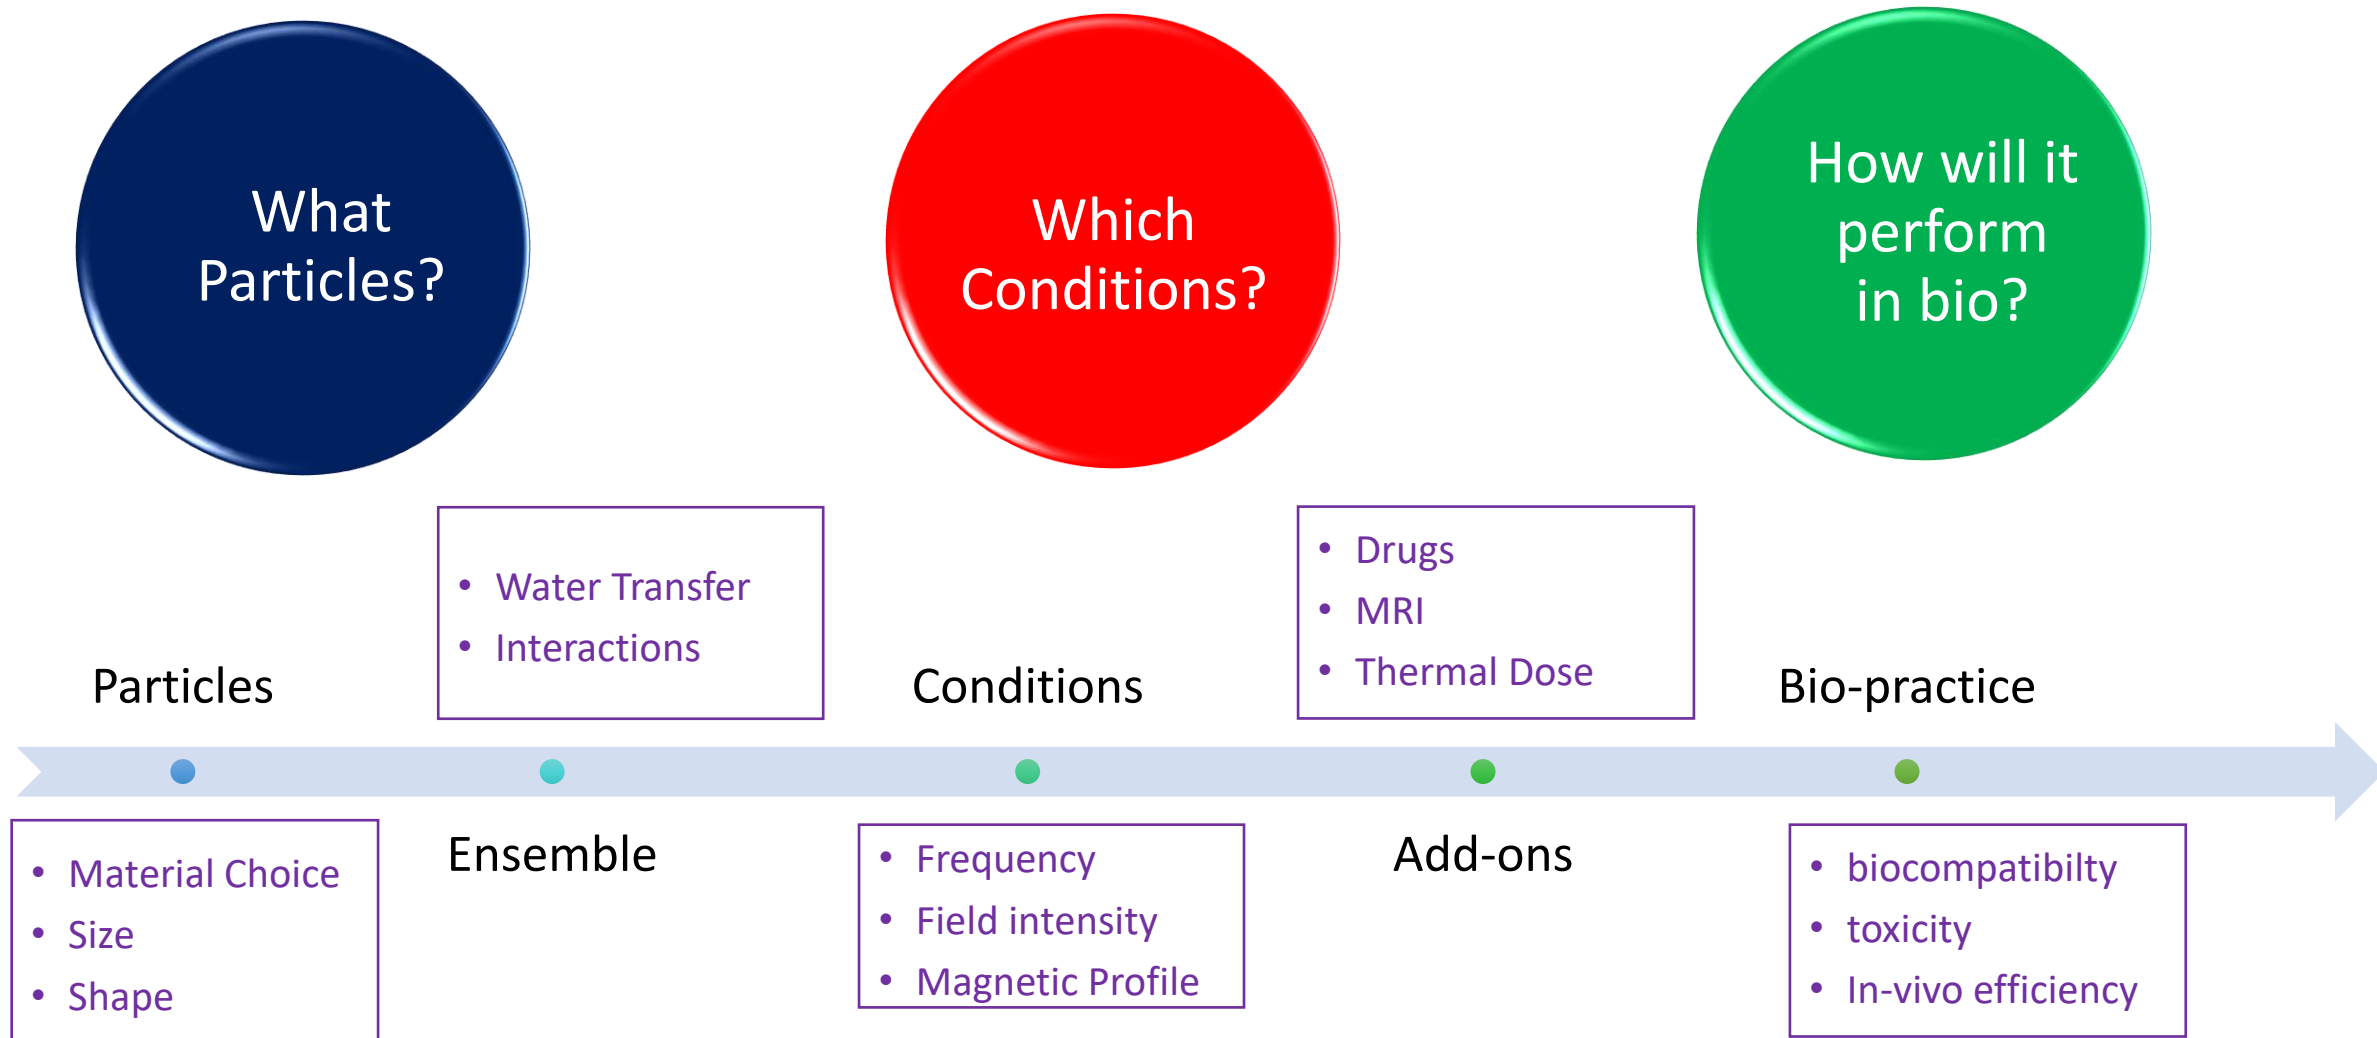 What
Particles?
Which
Conditions?
How will it
perform
in bio?
• Water Transfer
• Interactions
• Drugs
• MRI
• Thermal Dose
Particles
Conditions
Bio-practice
• Material Choice
• Size
• Shape
Ensemble
• Frequency
• Field intensity
• Magnetic Profile
Add-ons
• biocompatibilty
• toxicity
• In-vivo efficiency